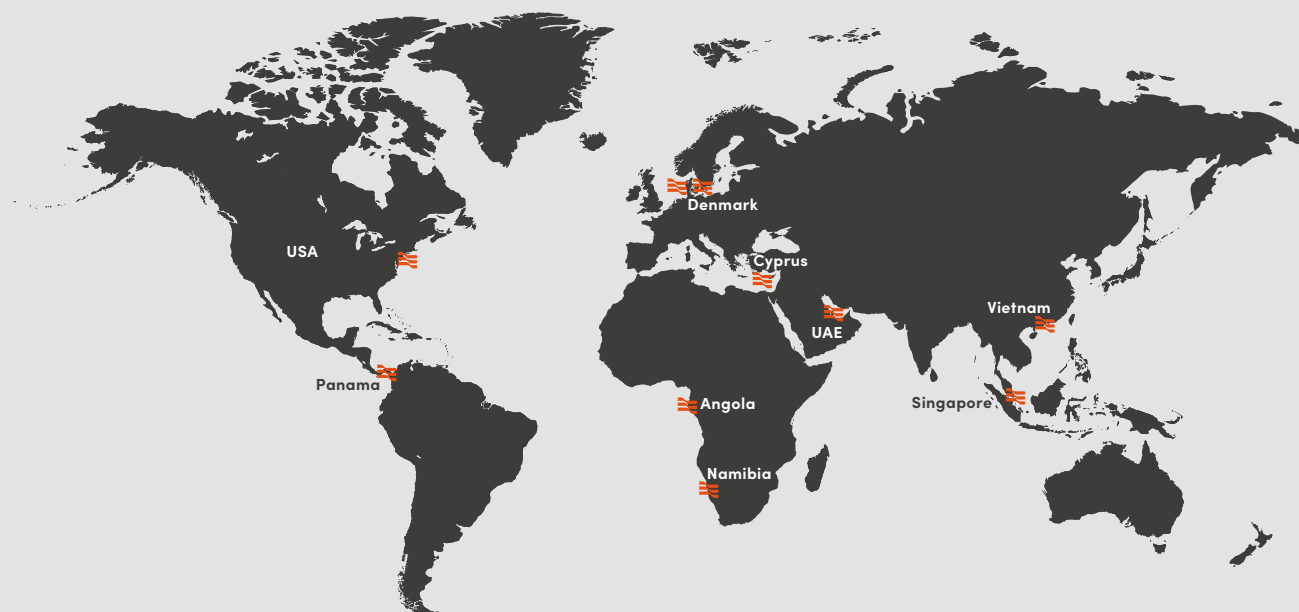 Denmark
USA
Cyprus
Vietnam
UAE
Panama
Angola
Singapore
Namibia